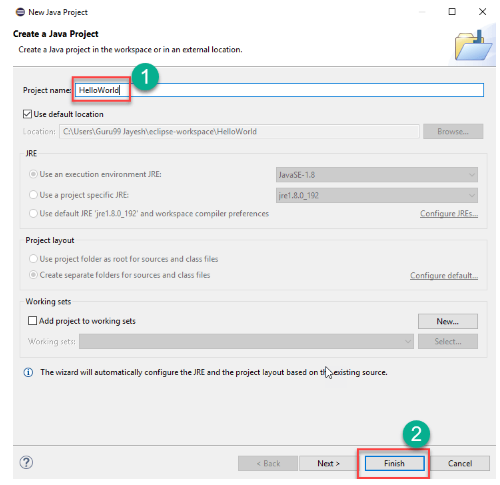 New Java Project
Create a Java Project
Create a Java project in the workspace or in an external location.
1
Project name: HelloWorld
Use default location
Location: C:\Users\Guru99 Jayesh\eclipse-workspace\HelloWorld Browse...
JRE
Use an execution environment JRE: JavaSE-1.8
Use a project specific JRE: jre1.8.0_192
Use default JRE 'jre1.8.0_192' and workspace compiler preferences Configure JREs...
Project layout
Use project folder as root for sources and class files
Create separate folders for sources and class files Configure default...
Working sets
Add project to working sets New...
Working sets: Select...
The wizard will automatically configure the JRE and the project layout based on the existing source.
2
? < Back Next > Finish Cancel